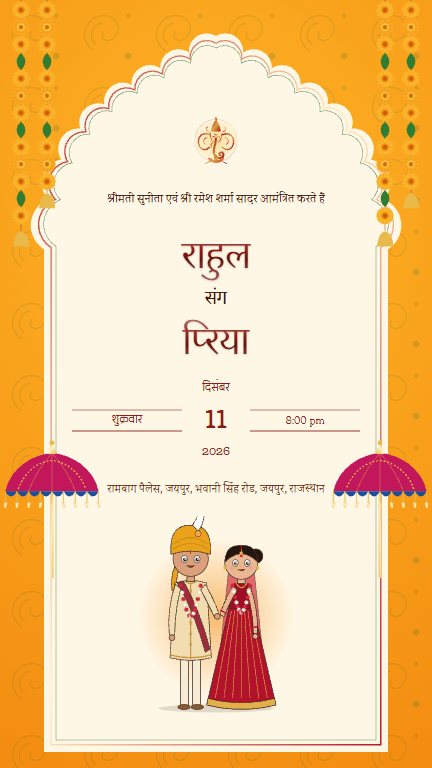 श्रीमती सुनीता एवं श्री रमेश शर्मा सादर आमंत्रित करते हैं
राहुल
संग
प्रिया
दिसंबर
शुक्रवार 11 8:00 pm
2026
रामबाग पैलेस, जयपुर, भवानी सिंह रोड, जयपुर, राजस्थान